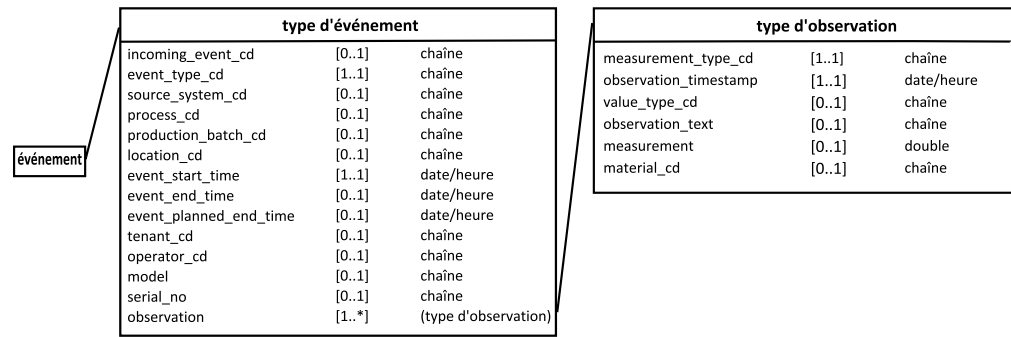 événement
type d'événement
incoming_event_cd [0..1] chaîne
event_type_cd [1..1] chaîne
source_system_cd [0..1] chaîne
process_cd [0..1] chaîne
production_batch_cd [0..1] chaîne
location_cd [0..1] chaîne
event_start_time [1..1] date/heure
event_end_time [0..1] date/heure
event_planned_end_time [0..1] date/heure
tenant_cd [0..1] chaîne
operator_cd [0..1] chaîne
model [0..1] chaîne
serial_no [0..1] chaîne
observation [1..*] (type d'observation)
type d'observation
measurement_type_cd [1..1] chaîne
observation_timestamp [1..1] date/heure
value_type_cd [0..1] chaîne
observation_text [0..1] chaîne
measurement [0..1] double
material_cd [0..1] chaîne